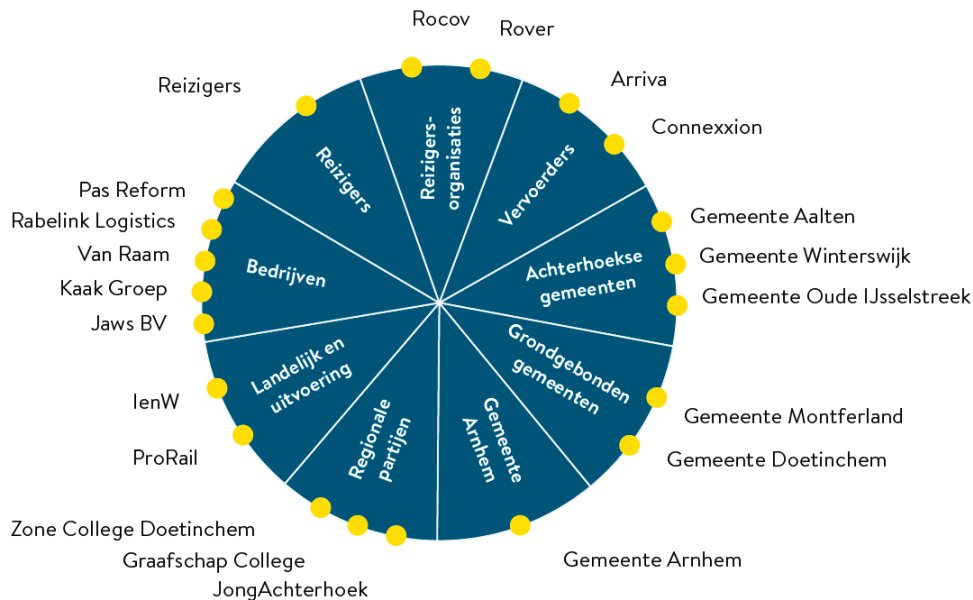 Rocov
Rover
Reizigers
Arriva
Connexxion
Reizigers-
organisaties
Reizigers
Vervoerders
Pas Reform
Rabelink Logistics
Van Raam
Kaak Groep
Jaws BV
Bedrijven
Achterhoekse
gemeenten
Gemeente Aalten
Gemeente Winterswijk
Gemeente Oude IJsselstreek
Landelijk en
uitvoering
Grondgebonden
gemeenten
IenW
ProRail
Regionale
partijen
Gemeente
Arnhem
Gemeente Montferland
Gemeente Doetinchem
Zone College Doetinchem
Graafschap College
JongAchterhoek
Gemeente Arnhem